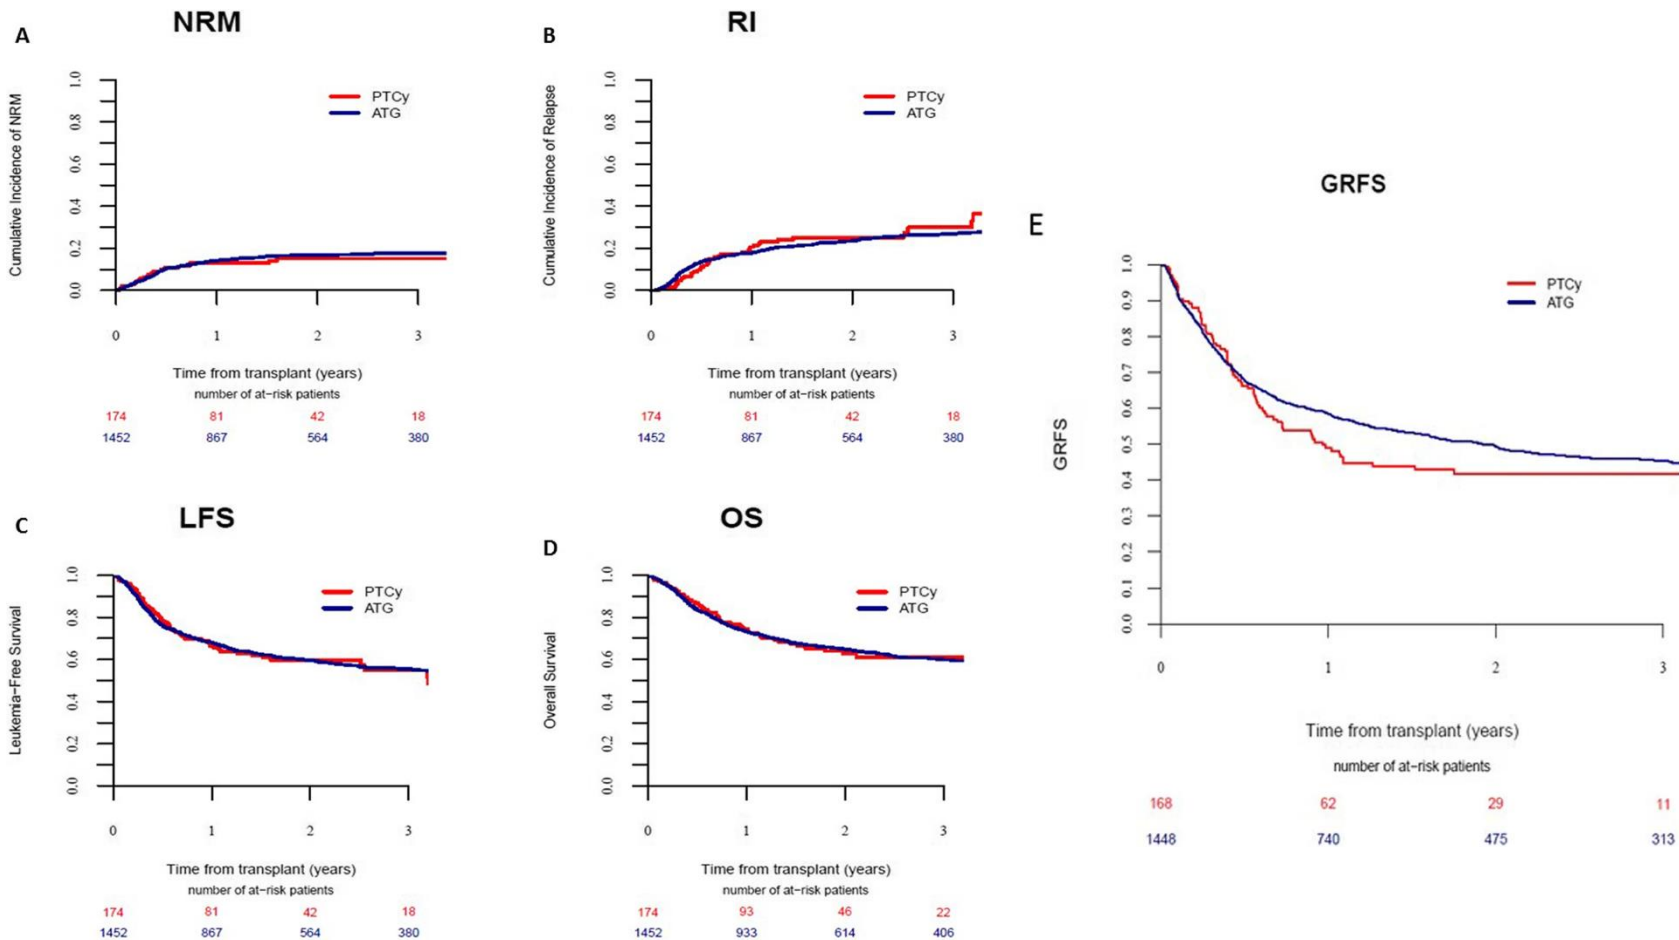 A
NRM
Cumulative Incidence of NRM
1.0
0.8
0.6
0.4
0.2
0.0
PTCy
ATG
0 1 2 3
Time from transplant (years)
number of at-risk patients
174 81 42 18
1452 867 564 380
B
RI
Cumulative Incidence of Relapse
1.0
0.8
0.6
0.4
0.2
0.0
PTCy
ATG
0 1 2 3
Time from transplant (years)
number of at-risk patients
174 81 42 18
1452 867 564 380
C
LFS
Leukemia-Free Survival
1.0
0.8
0.6
0.4
0.2
0.0
PTCy
ATG
0 1 2 3
Time from transplant (years)
number of at-risk patients
174 81 42 18
1452 867 564 380
D
OS
Overall Survival
1.0
0.8
0.6
0.4
0.2
0.0
PTCy
ATG
0 1 2 3
Time from transplant (years)
number of at-risk patients
174 93 46 22
1452 933 614 406
E
GRFS
GRFS
1.0
0.9
0.8
0.7
0.6
0.5
0.4
0.3
0.2
0.1
0.0
PTCy
ATG
0 1 2 3
Time from transplant (years)
number of at-risk patients
168 62 29 11
1448 740 475 313